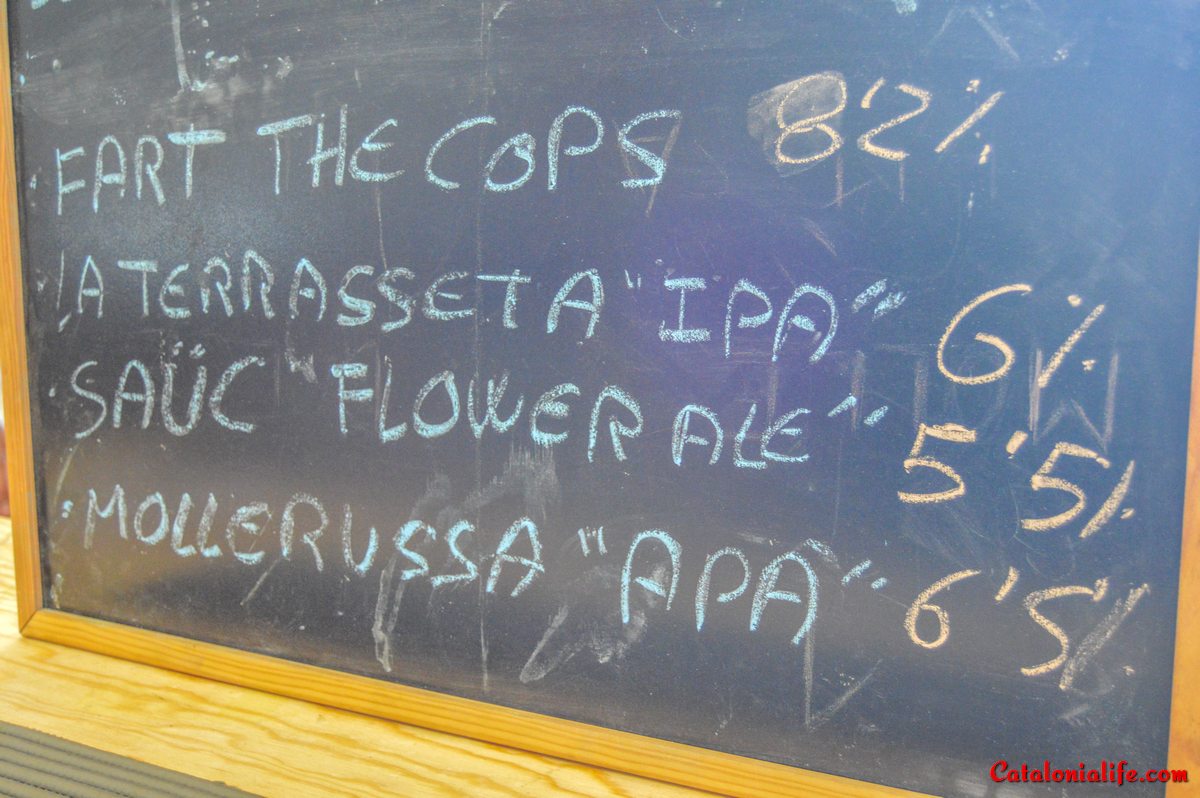 · FART THE COPS 8'2%
· LA TERRASSETA "IPA" 6%
· SAÜC "FLOWER ALE" 5'5%
· MOLLERUSSA "APA" 6'5%
Catalonialife.com